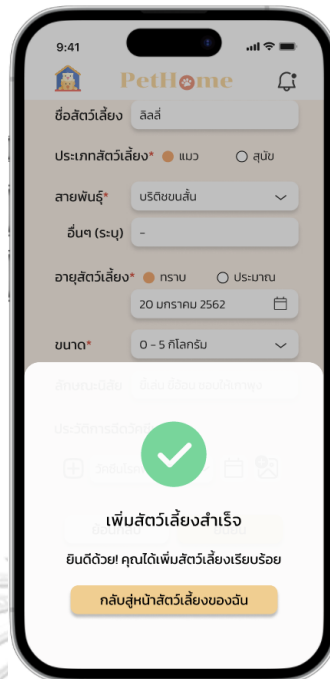 9:41
PetHome
ชื่อสัตว์เลี้ยง ลิลลี่
ประเภทสัตว์เลี้ยง* แมว สุนัข
สายพันธุ์* บริติชขนสั้น
อื่นๆ (ระบุ) -
อายุสัตว์เลี้ยง* ทราบ ประมาณ
20 มกราคม 2562
ขนาด* 0 - 5 กิโลกรัม
ลักษณะนิสัย
เพิ่มสัตว์เลี้ยงสำเร็จ
ยินดีด้วย! คุณได้เพิ่มสัตว์เลี้ยงเรียบร้อย
กลับสู่หน้าสัตว์เลี้ยงของฉัน